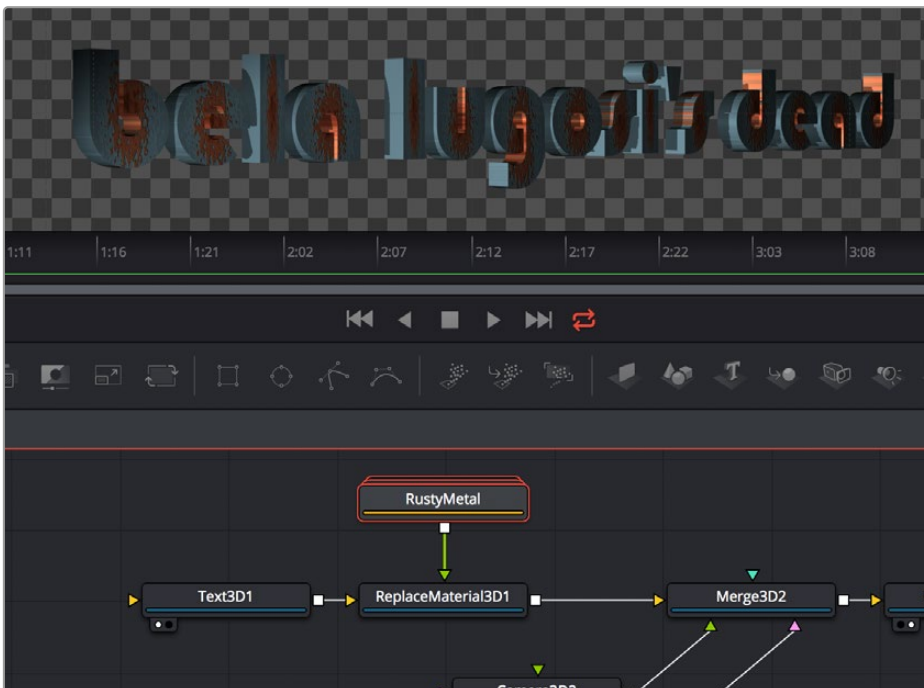 bela lugosi's dead
1:11 1:16 1:21 2:02 2:07 2:12 2:17 2:22 3:03 3:08
T
RustyMetal
Text3D1 ReplaceMaterial3D1 Merge3D2